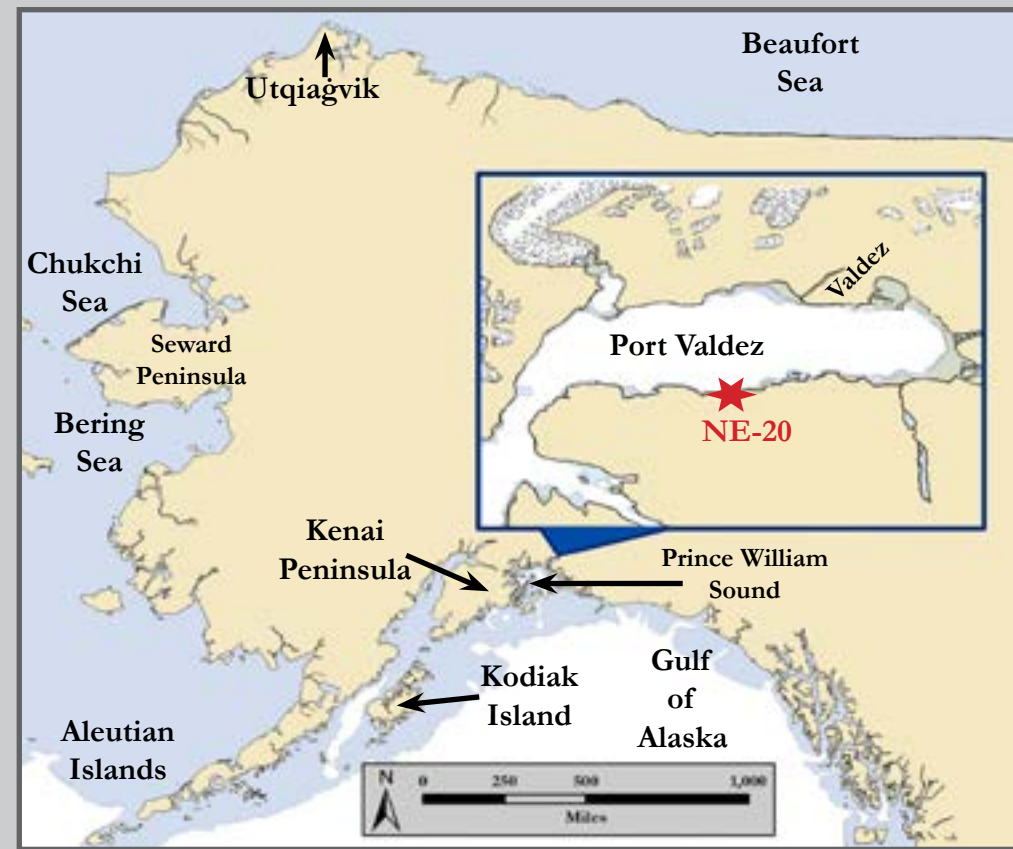 Beaufort
Sea
Utqiaġvik
Chukchi
Sea
Seward
Peninsula
Bering
Sea
Valdez
Port Valdez
NE-20
Kenai
Peninsula
Prince William
Sound
Kodiak
Island
Gulf
of
Alaska
Aleutian
Islands
N
0 250 500 1,000
Miles